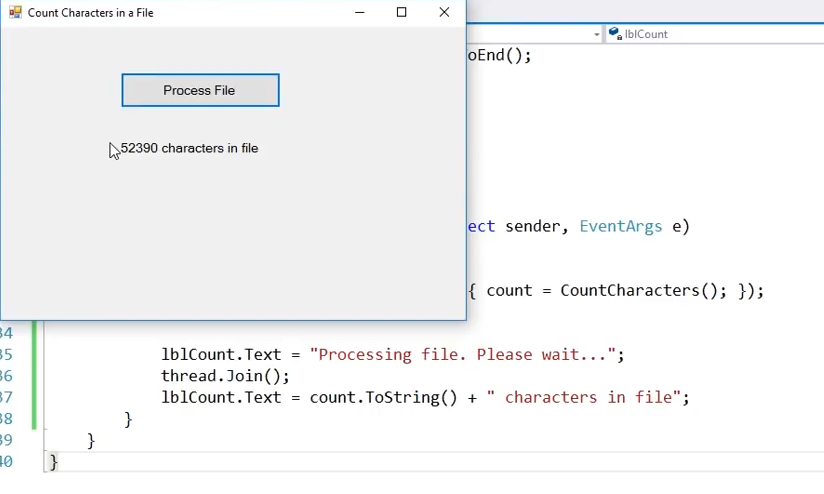 Count Characters in a File
lblCount
oEnd();
Process File
52390 characters in file
ect sender, EventArgs e)
{ count = CountCharacters(); });
34
35 lblCount.Text = "Processing file. Please wait...";
36 thread.Join();
37 lblCount.Text = count.ToString() + " characters in file";
38 }
39 }
40 }